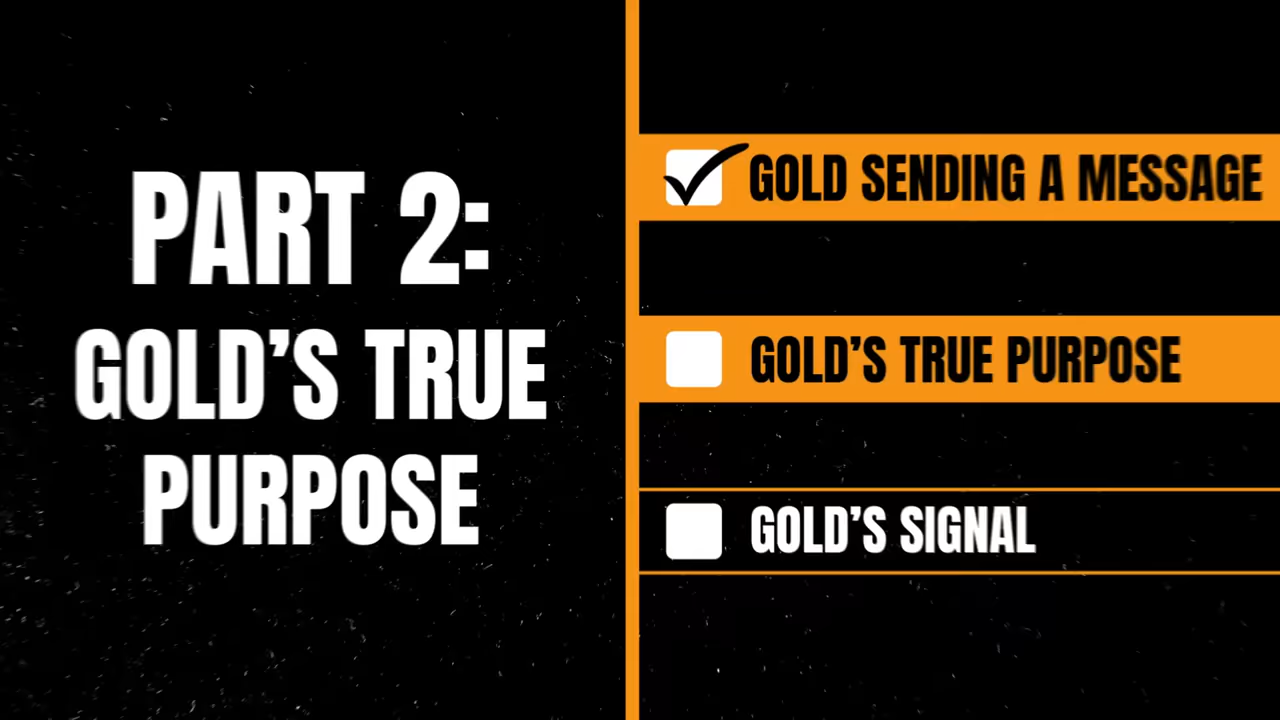 PART 2:
GOLD’S TRUE
PURPOSE
GOLD SENDING A MESSAGE
GOLD’S TRUE PURPOSE
GOLD’S SIGNAL